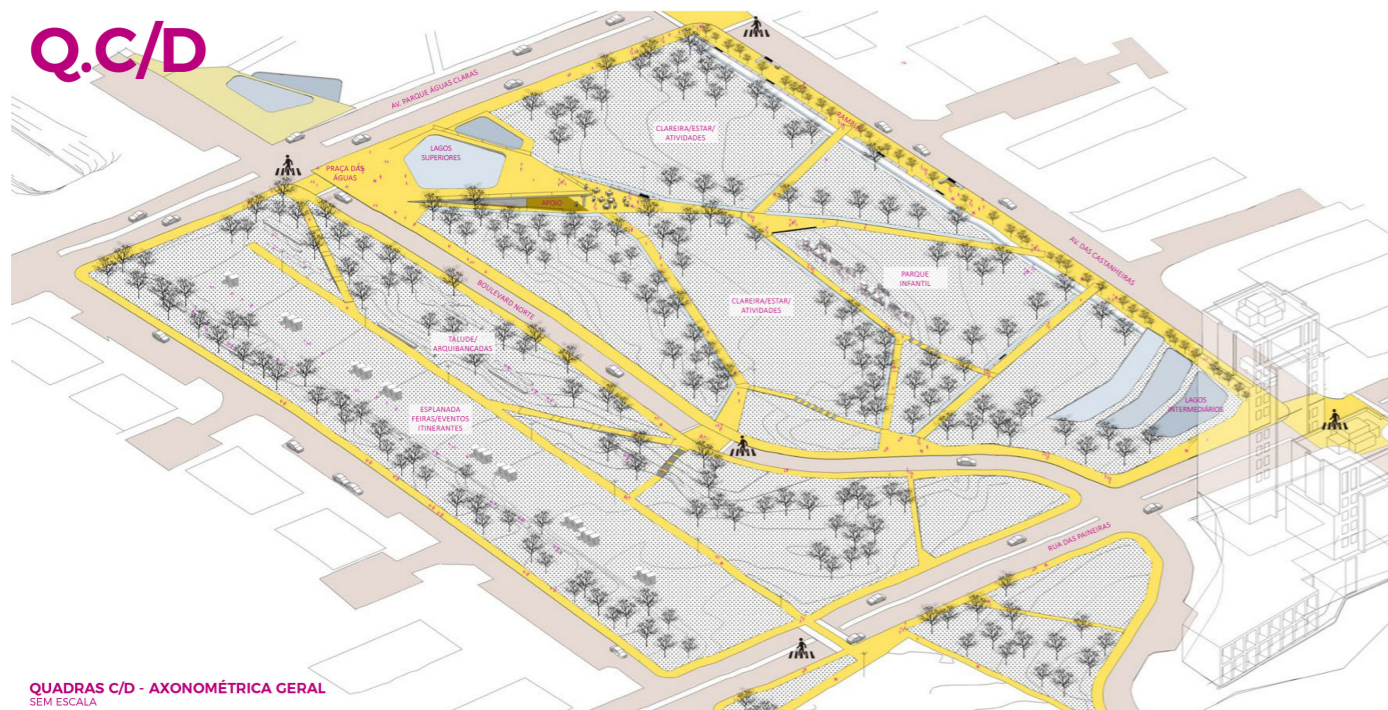 Q.C/D
AV. PARQUE ÁGUAS CLARAS
CLAREIRA/ESTAR/
ATIVIDADES
RAMBLA
LAGOS
SUPERIORES
PRAÇA DAS
ÁGUAS
APOIO
AV. DAS CASTANHEIRAS
PARQUE
INFANTIL
BOULEVARD NORTE
CLAREIRA/ESTAR/
ATIVIDADES
TALUDE/
ARQUIBANCADAS
LAGOS
INTERMEDIÁRIOS
ESPLANADA
FEIRAS/EVENTOS
ITINERANTES
RUA DAS PAINEIRAS
QUADRAS C/D - AXONOMÉTRICA GERAL
SEM ESCALA